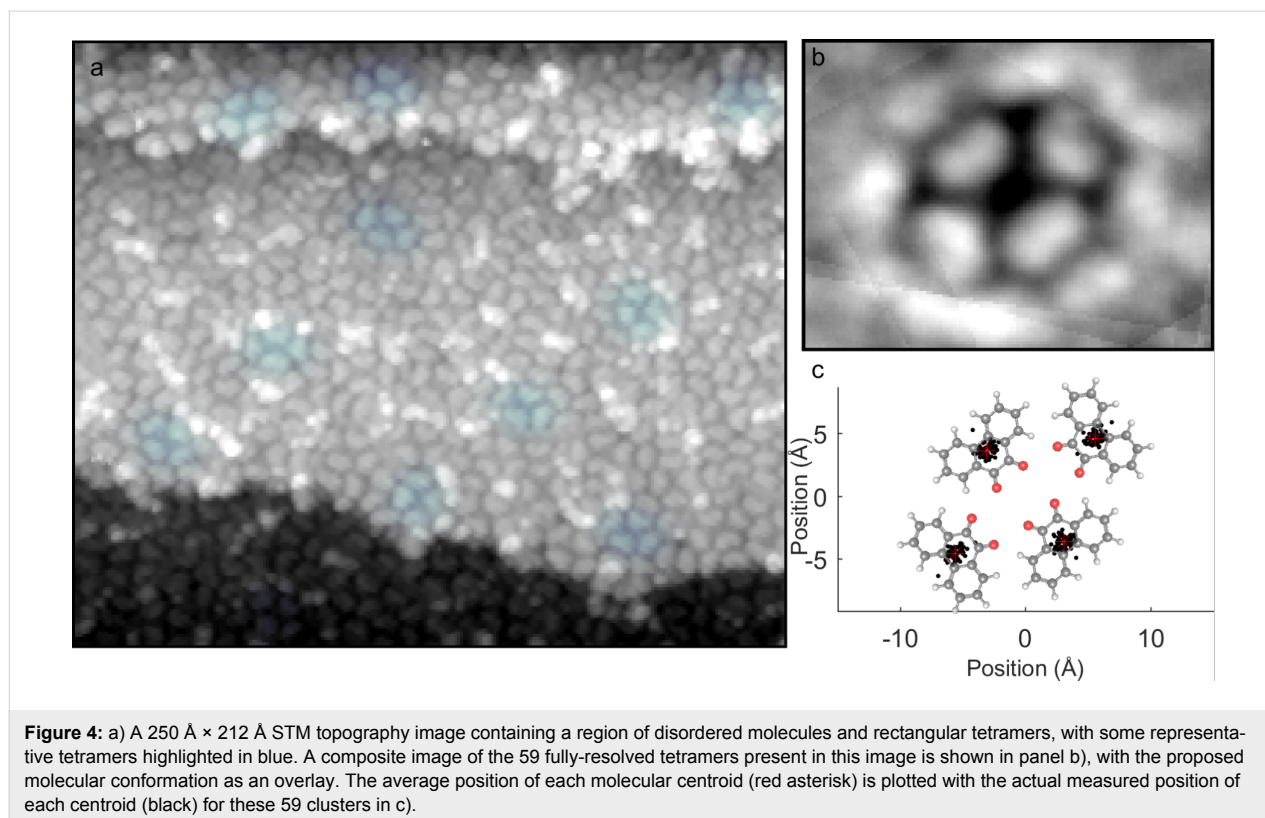 a
b
c
5
0
-5
Position (Å)
-10 0 10
Position (Å)
Figure 4: a) A 250 Å × 212 Å STM topography image containing a region of disordered molecules and rectangular tetramers, with some representa-
tive tetramers highlighted in blue. A composite image of the 59 fully-resolved tetramers present in this image is shown in panel b), with the proposed
molecular conformation as an overlay. The average position of each molecular centroid (red asterisk) is plotted with the actual measured position of
each centroid (black) for these 59 clusters in c).